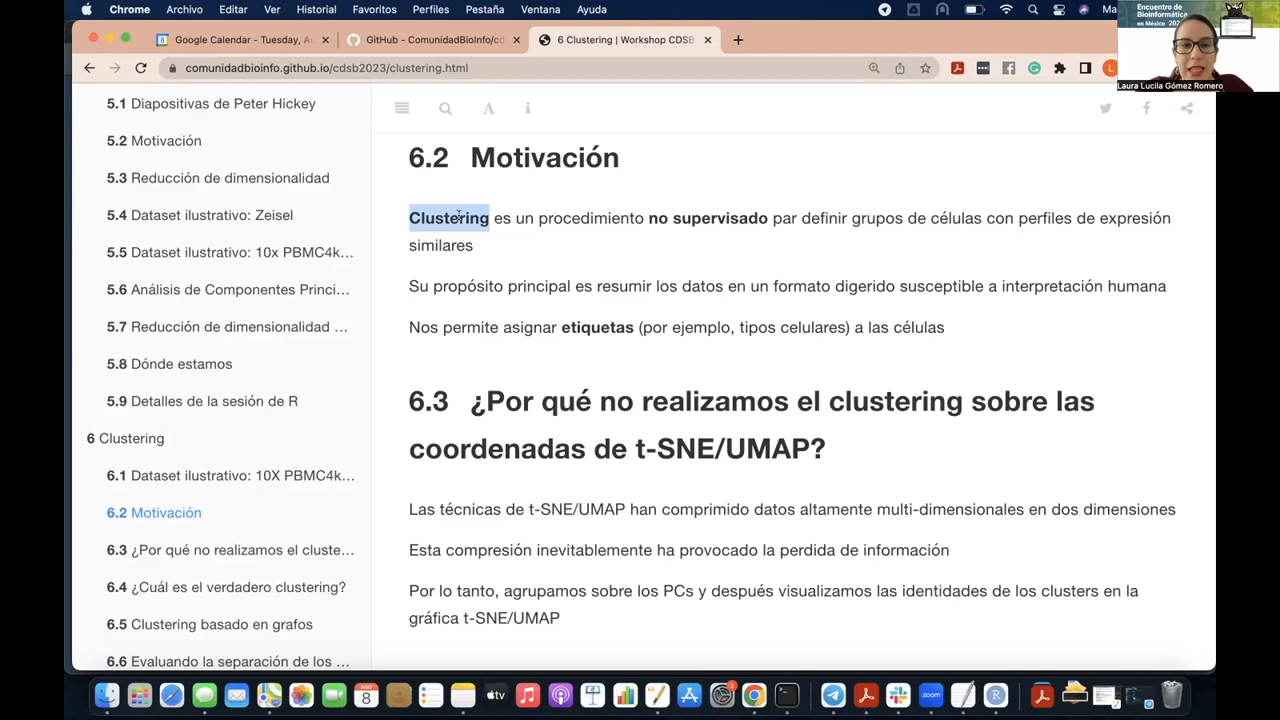 Chrome Archivo Editar Ver Historial Favoritos Perfiles Pestaña Ventana Ayuda
Encuentro de
Bioinformática
en México
Laura Lucila Gómez Romero
Google Calendar - Tuesday, A
GitHub - ComunidadBioInfo/cd
6 Clustering | Workshop CDSB
comunidadbioinfo.github.io/cdsb2023/clustering.html
5.1 Diapositivas de Peter Hickey
5.2 Motivación
5.3 Reducción de dimensionalidad
5.4 Dataset ilustrativo: Zeisel
5.5 Dataset ilustrativo: 10x PBMC4k…
5.6 Análisis de Componentes Princi…
5.7 Reducción de dimensionalidad …
5.8 Dónde estamos
5.9 Detalles de la sesión de R
6 Clustering
6.1 Dataset ilustrativo: 10X PBMC4k…
6.2 Motivación
6.3 ¿Por qué no realizamos el cluste…
6.4 ¿Cuál es el verdadero clustering?
6.5 Clustering basado en grafos
6.6 Evaluando la separación de los …
6.2 Motivación
Clustering es un procedimiento no supervisado par definir grupos de células con perfiles de expresión
similares
Su propósito principal es resumir los datos en un formato digerido susceptible a interpretación humana
Nos permite asignar etiquetas (por ejemplo, tipos celulares) a las células
6.3 ¿Por qué no realizamos el clustering sobre las
coordenadas de t-SNE/UMAP?
Las técnicas de t-SNE/UMAP han comprimido datos altamente multi-dimensionales en dos dimensiones
Esta compresión inevitablemente ha provocado la perdida de información
Por lo tanto, agrupamos sobre los PCs y después visualizamos las identidades de los clusters en la
gráfica t-SNE/UMAP
AGO
8
tv
zoom
R